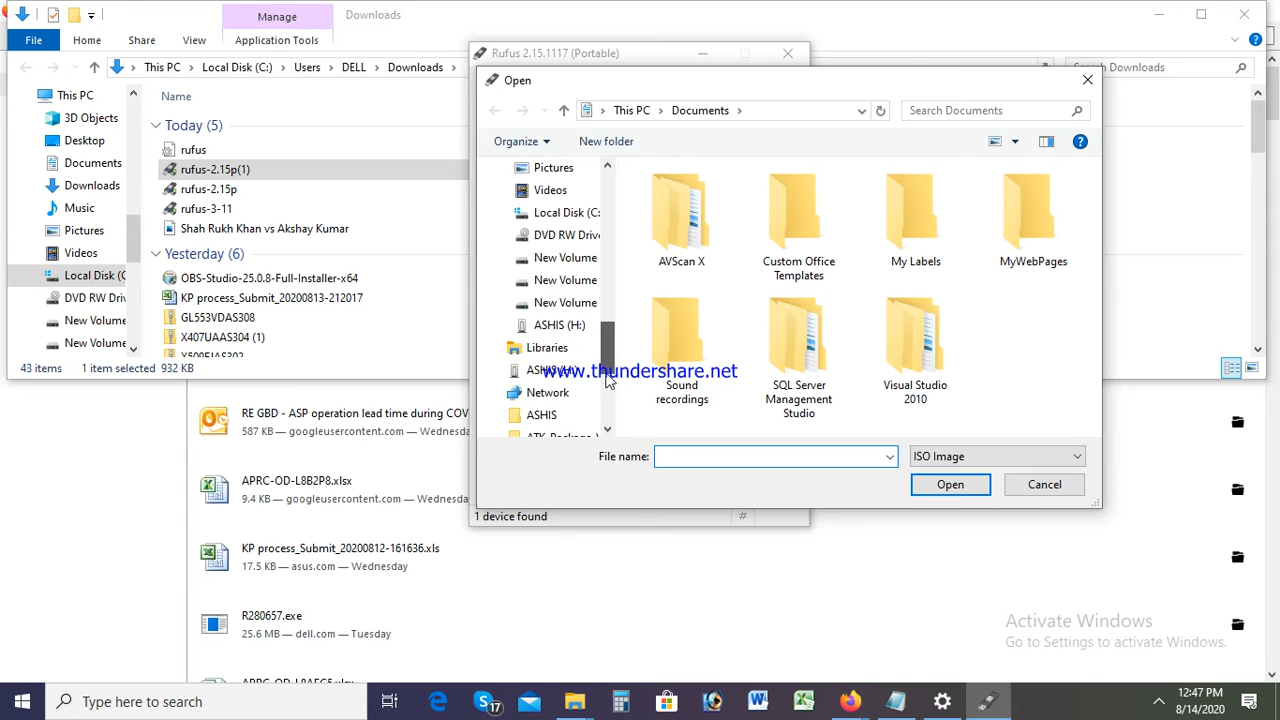 Manage
Downloads
File
Home
Share
View
Application Tools
This PC
Local Disk (C:)
Users
DELL
Downloads
Search Downloads
This PC
3D Objects
Desktop
Documents
Downloads
Music
Pictures
Videos
Local Disk (C
DVD RW Driv
New Volume
New Volume
Name
Today (5)
rufus
rufus-2.15p(1)
rufus-2.15p
rufus-3-11
Shah Rukh Khan vs Akshay Kumar
Yesterday (6)
OBS-Studio-25.0.8-Full-Installer-x64
KP process_Submit_20200813-212017
GL553VDAS308
X407UAAS304 (1)
X509FJAS302
43 items
1 item selected
932 KB
Rufus 2.15.1117 (Portable)
Open
This PC
Documents
Search Documents
Organize
New folder
Pictures
Videos
Local Disk (C:
DVD RW Drive
New Volume
New Volume
New Volume
ASHIS (H:)
Libraries
ASHIS (H:)
Network
ASHIS
AVScan X
Custom Office Templates
My Labels
MyWebPages
Sound recordings
SQL Server Management Studio
Visual Studio 2010
www.thundershare.net
File name:
ISO Image
Open
Cancel
1 device found
#
RE GBD - ASP operation lead time during COV
587 KB — googleusercontent.com — Wednesda
APRC-OD-L8B2P8.xlsx
9.4 KB — googleusercontent.com — Wednesda
KP process_Submit_20200812-161636.xls
17.5 KB — asus.com — Wednesday
R280657.exe
25.6 MB — dell.com — Tuesday
Activate Windows
Go to Settings to activate Windows.
Type here to search
17
12:47 PM
8/14/2020